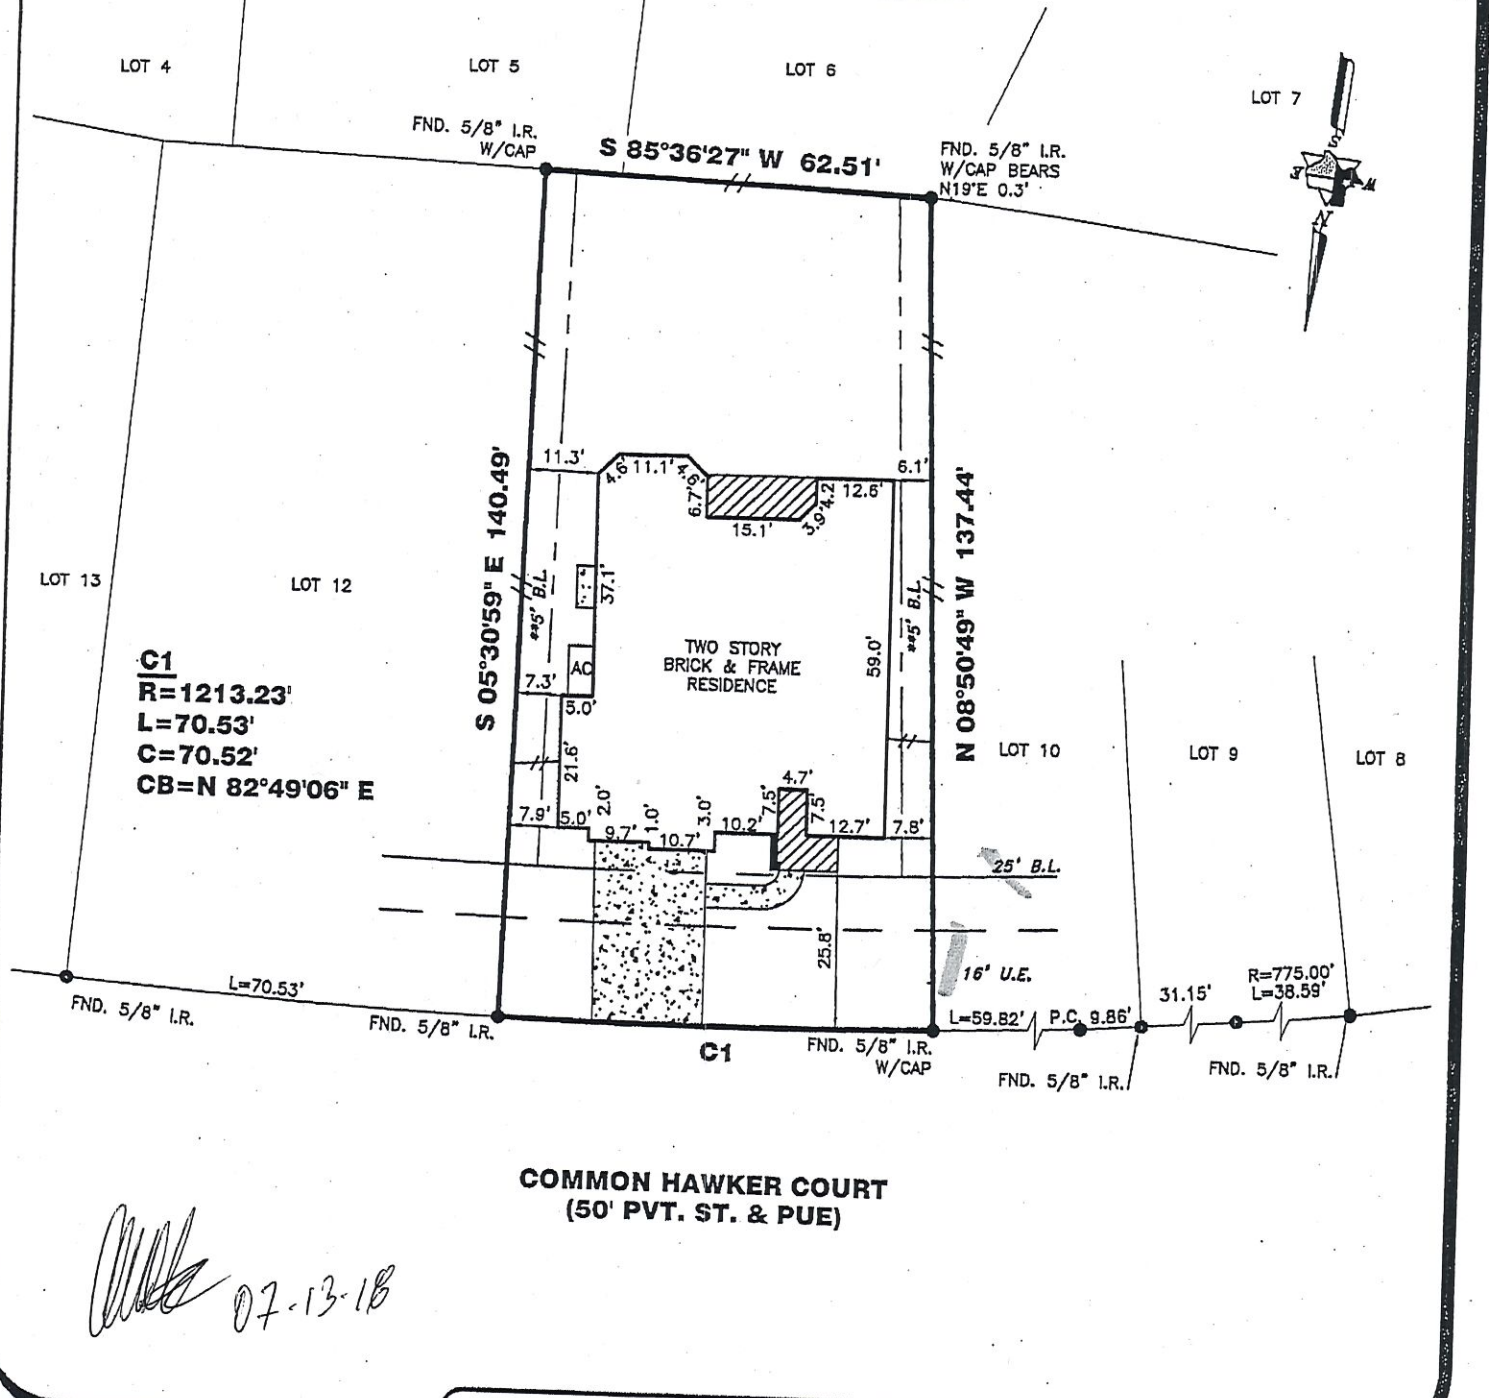 LOT 4
LOT 5
LOT 6
LOT 7
FND. 5/8" I.R.
W/CAP
S 85°36'27" W 62.51'
FND. 5/8" I.R.
W/CAP BEARS
N19°E 0.3'
S
E
W
N
11.3'
4.6'
11.1'
4.6'
6.7'
15.1'
3.9'
4.2
12.6'
6.1'
S 05°30'59" E 140.49'
N 08°50'49" W 137.44'
**5' B.L.
**5' B.L.
37.1'
59.0'
LOT 13
LOT 12
TWO STORY
BRICK & FRAME
RESIDENCE
AC
7.3'
5.0'
21.6'
C1
R=1213.23'
L=70.53'
C=70.52'
CB=N 82°49'06" E
LOT 10
LOT 9
LOT 8
4.7'
7.5'
7.5'
7.9'
5.0'
2.0'
9.7'
1.0'
10.7'
3.0'
10.2'
12.7'
7.8'
25' B.L.
25.8'
16' U.E.
L=70.53'
FND. 5/8" I.R.
FND. 5/8" I.R.
C1
FND. 5/8" I.R.
W/CAP
L=59.82'
P.C.
9.86'
31.15'
R=775.00'
L=38.59'
FND. 5/8" I.R.
FND. 5/8" I.R.
COMMON HAWKER COURT
(50' PVT. ST. & PUE)
07-13-18